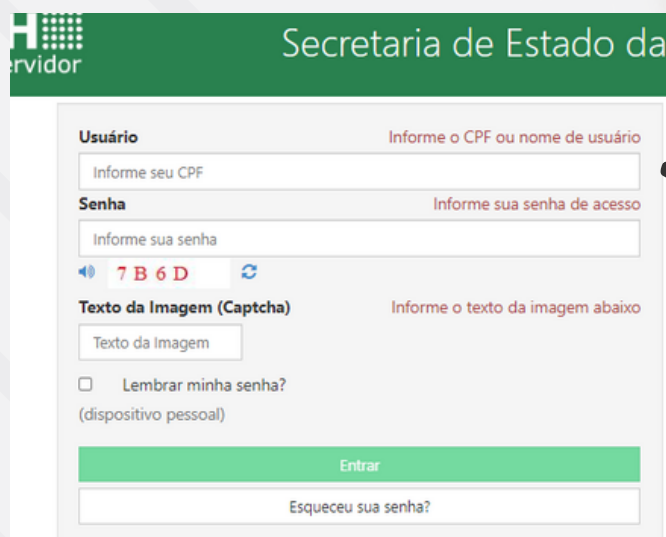 H
Secretaria de Estado da
rvidor
Usuário Informe o CPF ou nome de usuário
Informe seu CPF
Senha Informe sua senha de acesso
Informe sua senha
7 B 6 D
Texto da Imagem (Captcha) Informe o texto da imagem abaixo
Texto da Imagem
Lembrar minha senha?
(dispositivo pessoal)
Entrar
Esqueceu sua senha?